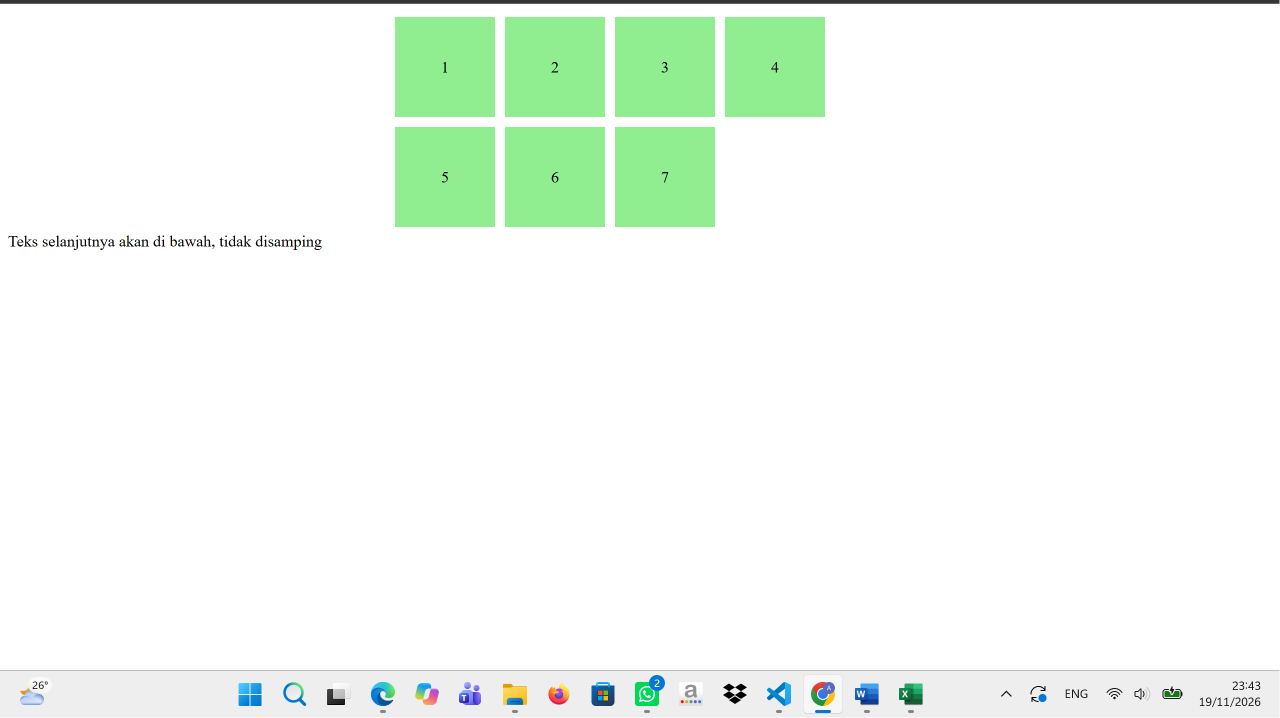 1 2 3 4
5 6 7
Teks selanjutnya akan di bawah, tidak disamping
26°
2
a
ENG
23:43
19/11/2026